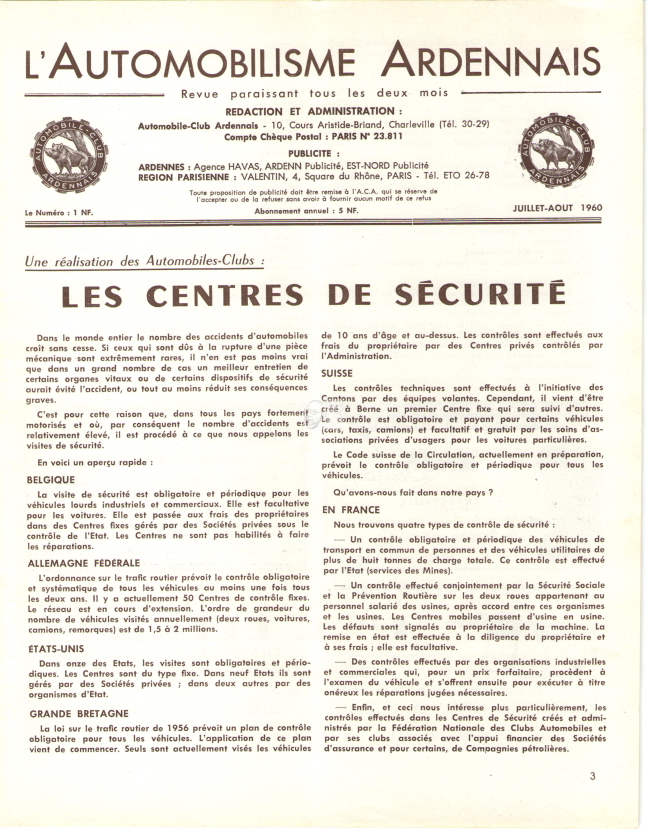 L'AUTOMOBILISME ARDENNAIS
Revue paraissant tous les deux mois
REDACTION ET ADMINISTRATION :
Automobile-Club Ardennais - 10, Cours Aristide-Briand, Charleville (Tél. 30-29)
Compte Chèque Postal : PARIS N° 23.811
PUBLICITE :
ARDENNES : Agence HAVAS, ARDENN Publicité, EST-NORD Publicité
REGION PARISIENNE : VALENTIN, 4, Square du Rhône, PARIS - Tél. ETO 26-78
Toute proposition de publicité doit être remise à l'A.C.A. qui se réserve de
l'accepter ou de la refuser sans avoir à fournir aucun motif de ce refus
AUTOMOBILE-CLUB
ARDENNAIS
AUTOMOBILE-CLUB
ARDENNAIS
Le Numéro : 1 NF.
Abonnement annuel : 5 NF.
JUILLET-AOUT 1960
Une réalisation des Automobiles-Clubs :
LES CENTRES DE SÉCURITÉ
Dans le monde entier le nombre des accidents d'automobiles
croît sans cesse. Si ceux qui sont dûs à la rupture d'une pièce
mécanique sont extrêmement rares, il n'en est pas moins vrai
que dans un grand nombre de cas un meilleur entretien de
certains organes vitaux ou de certains dispositifs de sécurité
aurait évité l'accident, ou tout au moins réduit ses conséquences
graves.
C'est pour cette raison que, dans tous les pays fortement
motorisés et où, par conséquent le nombre d'accidents est
relativement élevé, il est procédé à ce que nous appelons les
visites de sécurité.
En voici un aperçu rapide :
BELGIQUE
La visite de sécurité est obligatoire et périodique pour les
véhicules lourds industriels et commerciaux. Elle est facultative
pour les voitures. Elle est passée aux frais des propriétaires
dans des Centres fixes gérés par des Sociétés privées sous le
contrôle de l'Etat. Les Centres ne sont pas habilités à faire
les réparations.
ALLEMAGNE FÉDÉRALE
L'ordonnance sur le trafic routier prévoit le contrôle obligatoire
et systématique de tous les véhicules au moins une fois tous
les deux ans. Il y a actuellement 50 Centres de contrôle fixes.
Le réseau est en cours d'extension. L'ordre de grandeur du
nombre de véhicules visités annuellement (deux roues, voitures,
camions, remorques) est de 1,5 à 2 millions.
ETATS-UNIS
Dans onze des Etats, les visites sont obligatoires et pério-
diques. Les Centres sont du type fixe. Dans neuf Etats ils sont
gérés par des Sociétés privées ; dans deux autres par des
organismes d'Etat.
GRANDE BRETAGNE
La loi sur le trafic routier de 1956 prévoit un plan de contrôle
obligatoire pour tous les véhicules. L'application de ce plan
vient de commencer. Seuls sont actuellement visés les véhicules
de 10 ans d'âge et au-dessus. Les contrôles sont effectués aux
frais du propriétaire par des Centres privés contrôlés par
l'Administration.
SUISSE
Les contrôles techniques sont effectués à l'initiative des
Cantons par des équipes volantes. Cependant, il vient d'être
créé à Berne un premier Centre fixe qui sera suivi d'autres.
Le contrôle est obligatoire et payant pour certains véhicules
(cars, taxis, camions) et facultatif et gratuit par les soins d'as-
sociations privées d'usagers pour les voitures particulières.
Le Code suisse de la Circulation, actuellement en préparation,
prévoit le contrôle obligatoire et périodique pour tous les
véhicules.
Qu'avons-nous fait dans notre pays ?
EN FRANCE
Nous trouvons quatre types de contrôle de sécurité :
— Un contrôle obligatoire et périodique des véhicules de
transport en commun de personnes et des véhicules utilitaires de
plus de huit tonnes de charge totale. Ce contrôle est effectué
par l'Etat (services des Mines).
— Un contrôle effectué conjointement par la Sécurité Sociale
et la Prévention Routière sur les deux roues appartenant au
personnel salarié des usines, après accord entre ces organismes
et les usines. Les Centres mobiles passent d'usine en usine.
Les défauts sont signalés au propriétaire de la machine. La
remise en état est effectuée à la diligence du propriétaire et
à ses frais ; elle est facultative.
— Des contrôles effectués par des organisations industrielles
et commerciales qui, pour un prix forfaitaire, procèdent à
l'examen du véhicule et s'offrent ensuite pour exécuter à titre
onéreux les réparations jugées nécessaires.
— Enfin, et ceci nous intéresse plus particulièrement, les
contrôles effectués dans les Centres de Sécurité créés et admi-
nistrés par la Fédération Nationale des Clubs Automobiles et
par ses clubs associés avec l'appui financier des Sociétés
d'assurance et pour certains, de Compagnies pétrolières.
3